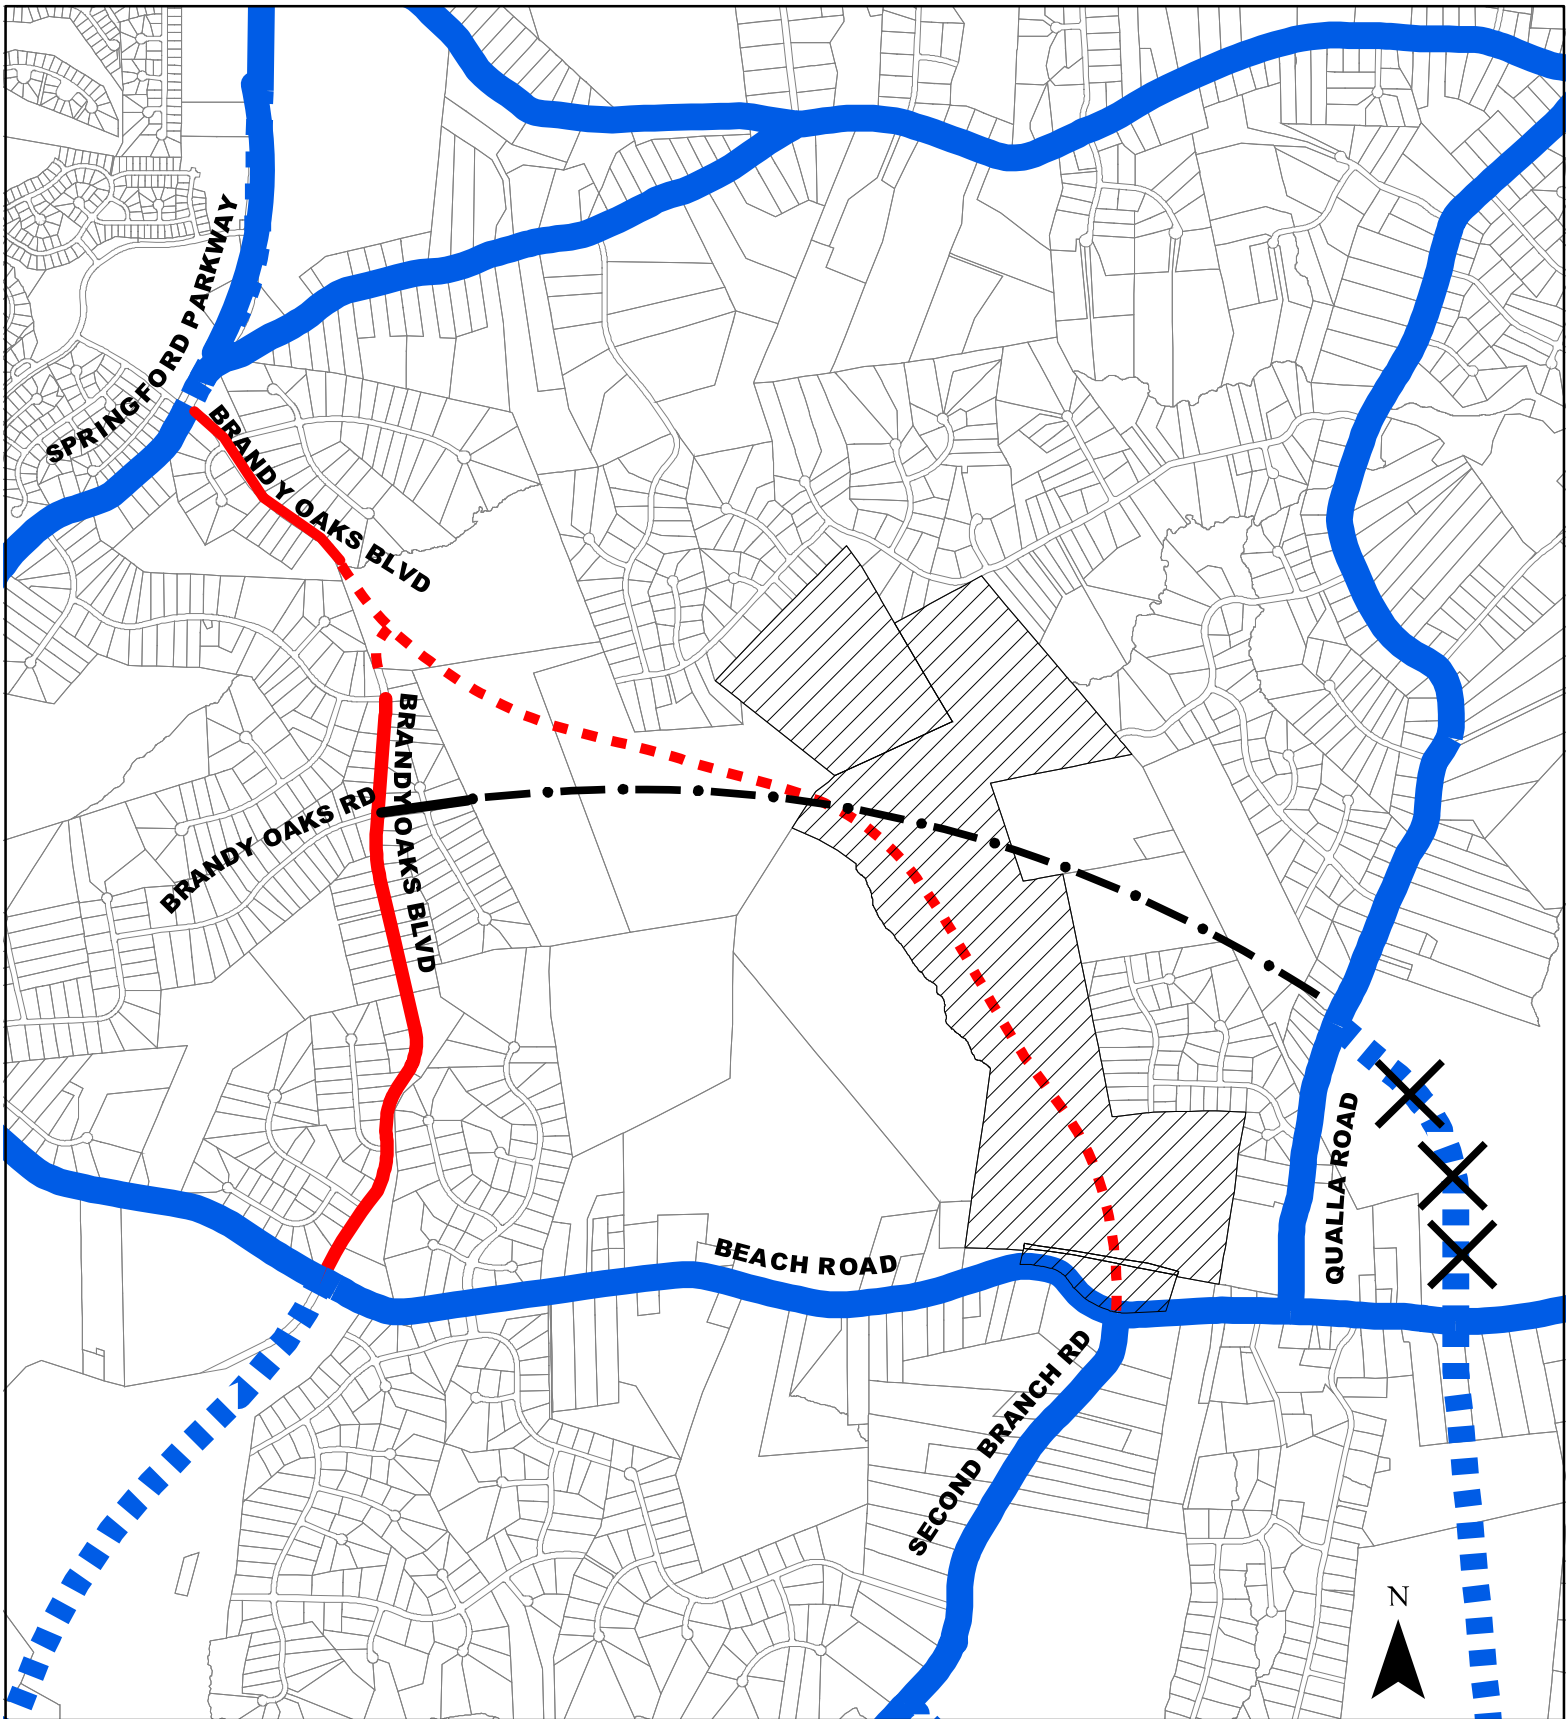 SPRINGFORD PARKWAY
BRANDY OAKS BLVD
BRANDY OAKS BLVD
BRANDY OAKS RD
QUALLA ROAD
BEACH ROAD
SECOND BRANCH RD
N